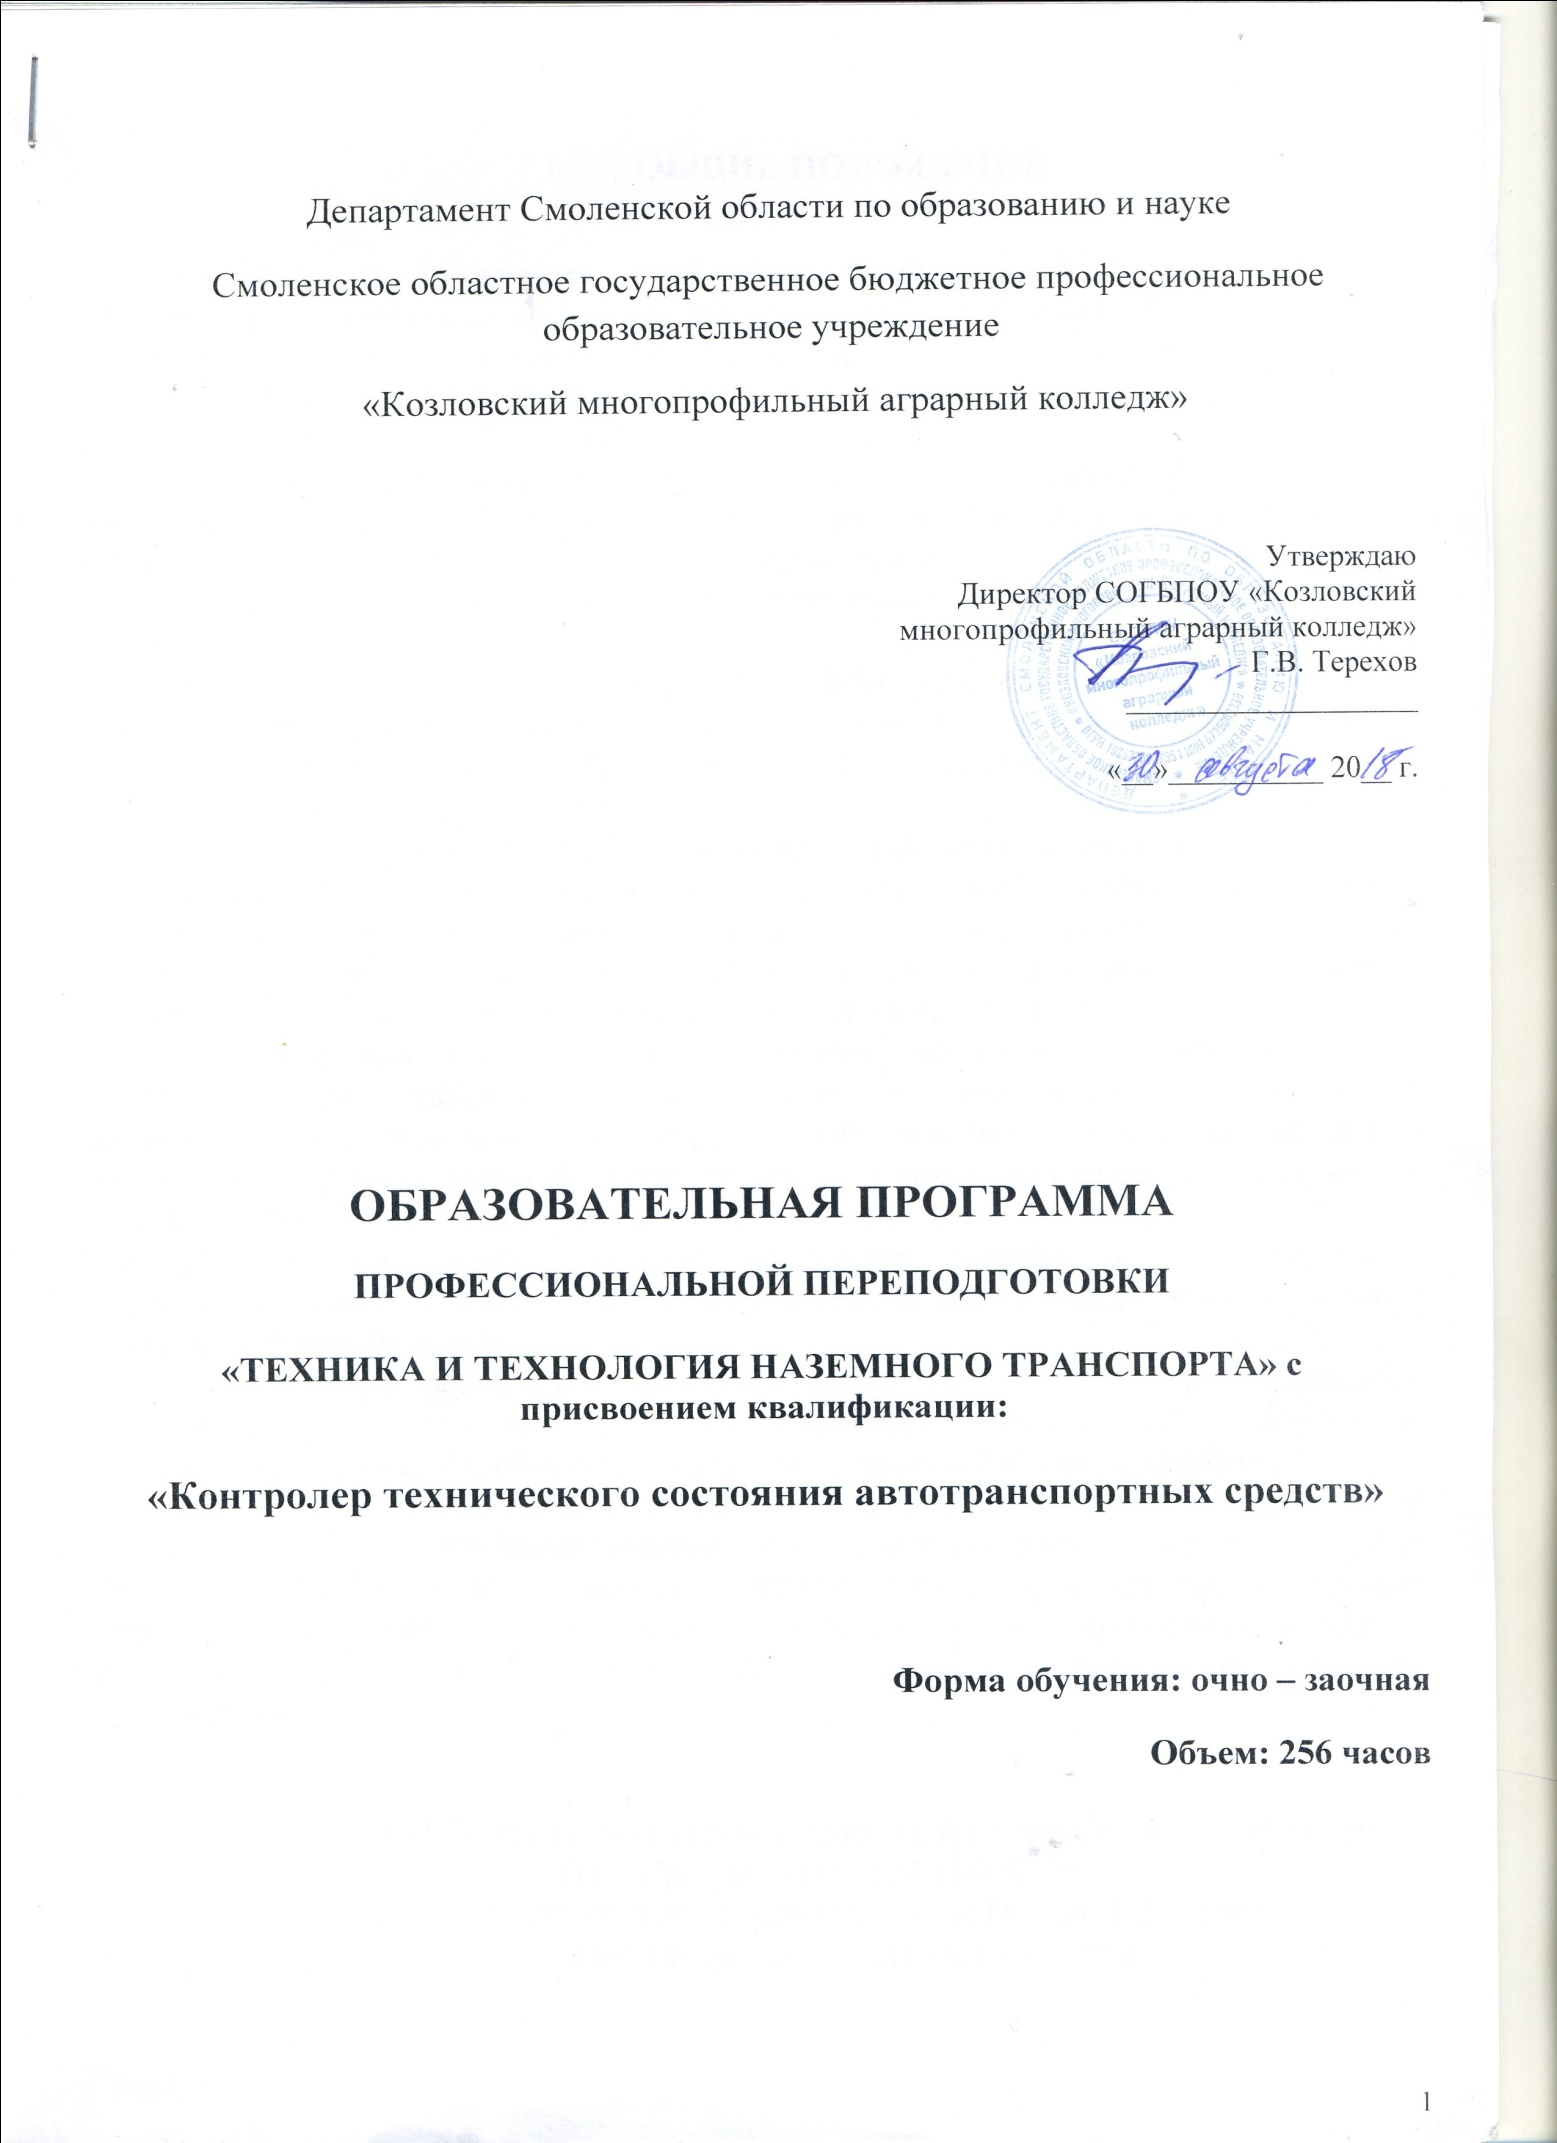 Департамент Смоленской области по образованию и науке
Смоленское областное государственное бюджетное профессиональное
образовательное учреждение
«Козловский многопрофильный аграрный колледж»
Утверждаю
Директор СОГБПОУ «Козловский
многопрофильный аграрный колледж»
Г.В. Терехов
«30» августа 2018 г.
ОБРАЗОВАТЕЛЬНАЯ ПРОГРАММА
ПРОФЕССИОНАЛЬНОЙ ПЕРЕПОДГОТОВКИ
«ТЕХНИКА И ТЕХНОЛОГИЯ НАЗЕМНОГО ТРАНСПОРТА» с
присвоением квалификации:
«Контролер технического состояния автотранспортных средств»
Форма обучения: очно – заочная
Объем: 256 часов
1